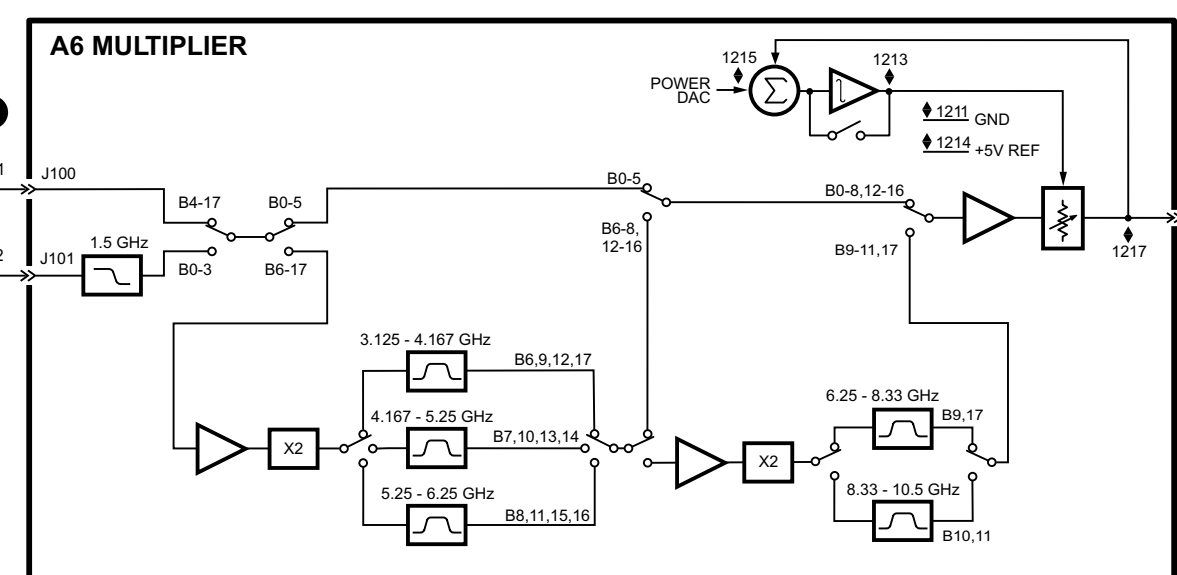 A6 MULTIPLIER
1215
1213
POWER
DAC
Σ
1211
GND
1214
+5V REF
1
J100
B4-17
B0-5
B0-5
B0-8,12-16
1.5 GHz
B6-8,
12-16
2
J101
B0-3
B6-17
B9-11,17
1217
3.125 - 4.167 GHz
B6,9,12,17
6.25 - 8.33 GHz
4.167 - 5.25 GHz
B9,17
B7,10,13,14
X2
X2
5.25 - 6.25 GHz
8.33 - 10.5 GHz
B8,11,15,16
B10,11